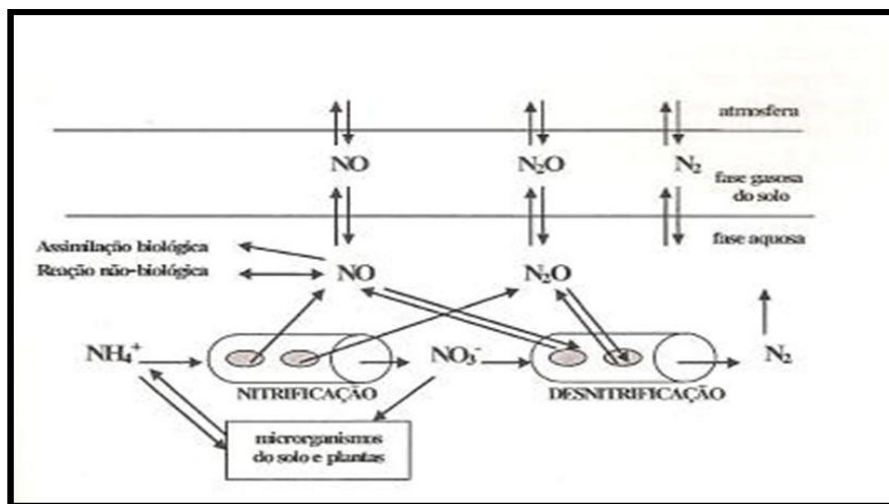 atmosfera
NO N₂O N₂
fase gasosa
do solo
fase aquosa
Assimilação biológica
Reação não-biológica
NO N₂O
NH₄⁺ NO₃⁻ N₂
NITRIFICAÇÃO DESNITRIFICAÇÃO
microrganismos
do solo e plantas